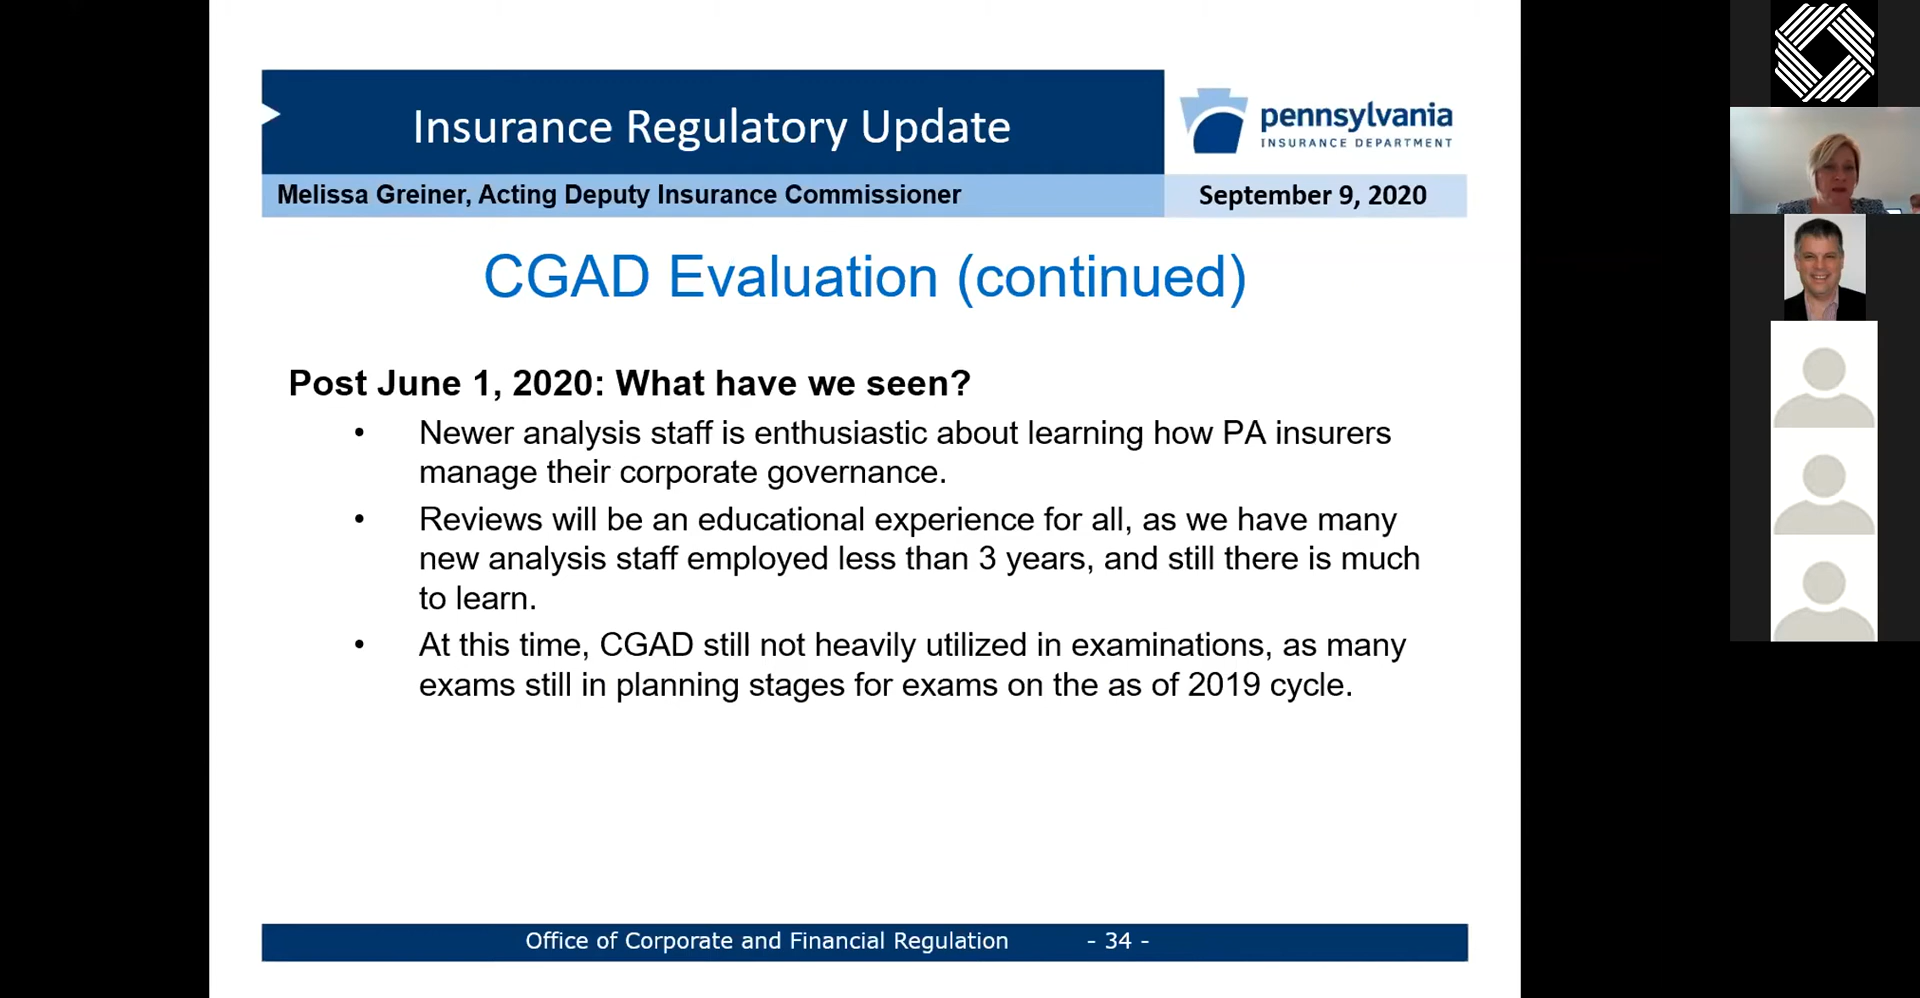 Insurance Regulatory Update
pennsylvania
INSURANCE DEPARTMENT
Melissa Greiner, Acting Deputy Insurance Commissioner
September 9, 2020
CGAD Evaluation (continued)
Post June 1, 2020: What have we seen?
• Newer analysis staff is enthusiastic about learning how PA insurers
manage their corporate governance.
• Reviews will be an educational experience for all, as we have many
new analysis staff employed less than 3 years, and still there is much
to learn.
• At this time, CGAD still not heavily utilized in examinations, as many
exams still in planning stages for exams on the as of 2019 cycle.
Office of Corporate and Financial Regulation - 34 -